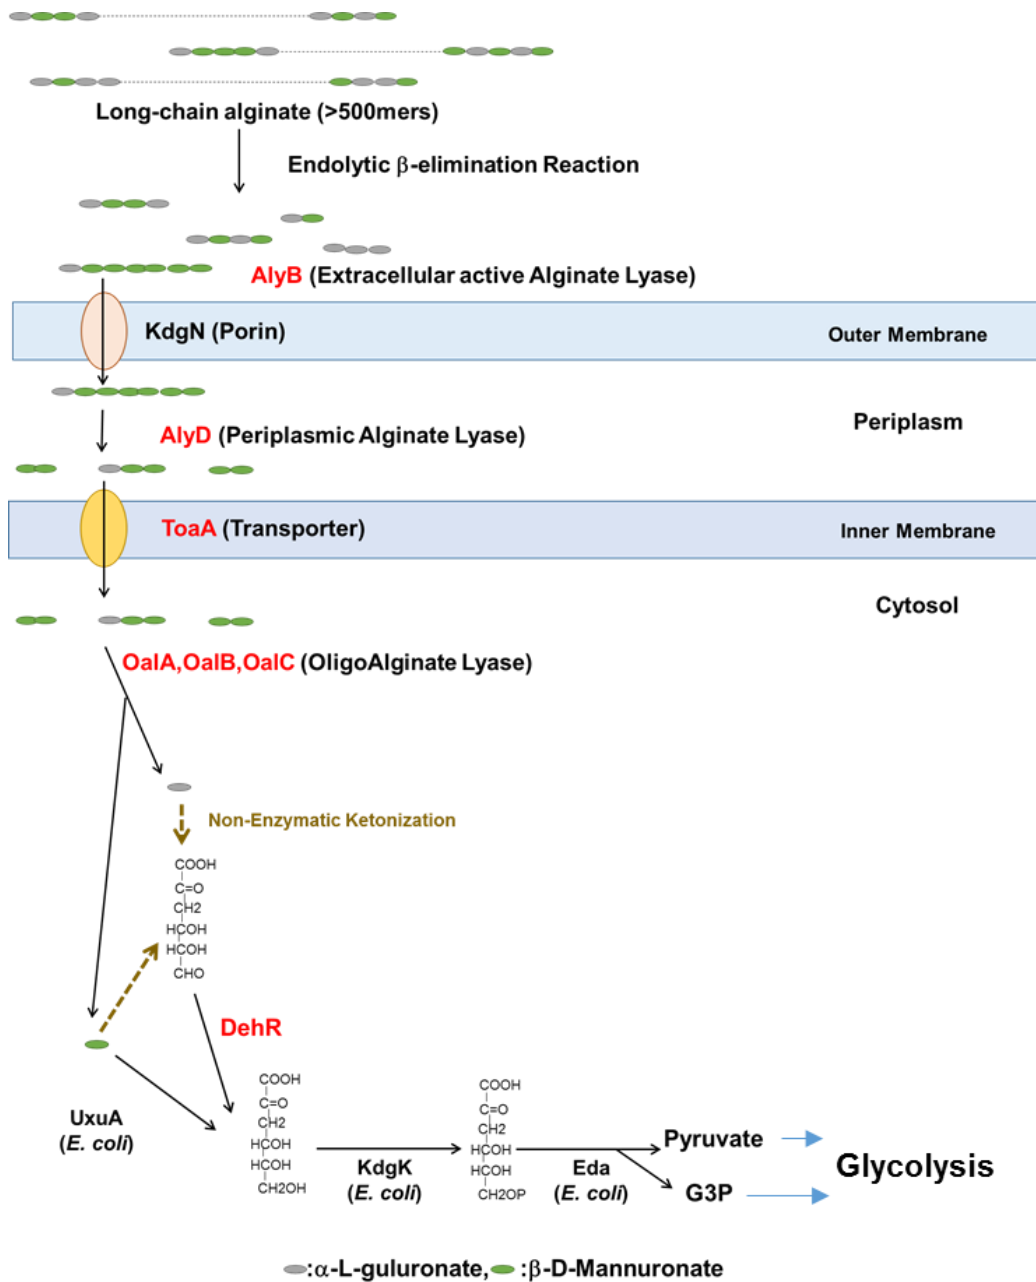 Long-chain alginate (>500mers)
Endolytic β-elimination Reaction
AlyB (Extracellular active Alginate Lyase)
KdgN (Porin)
Outer Membrane
Periplasm
AlyD (Periplasmic Alginate Lyase)
ToaA (Transporter)
Inner Membrane
Cytosol
OalA,OalB,OalC (OligoAlginate Lyase)
Non-Enzymatic Ketonization
COOH
C=O
CH2
HCOH
HCOH
CHO
DehR
UxuA
(E. coli)
COOH
C=O
CH2
HCOH
HCOH
CH2OH
KdgK
(E. coli)
COOH
C=O
CH2
HCOH
HCOH
CH2OP
Eda
(E. coli)
Pyruvate
G3P
Glycolysis
:α-L-guluronate, :β-D-Mannuronate